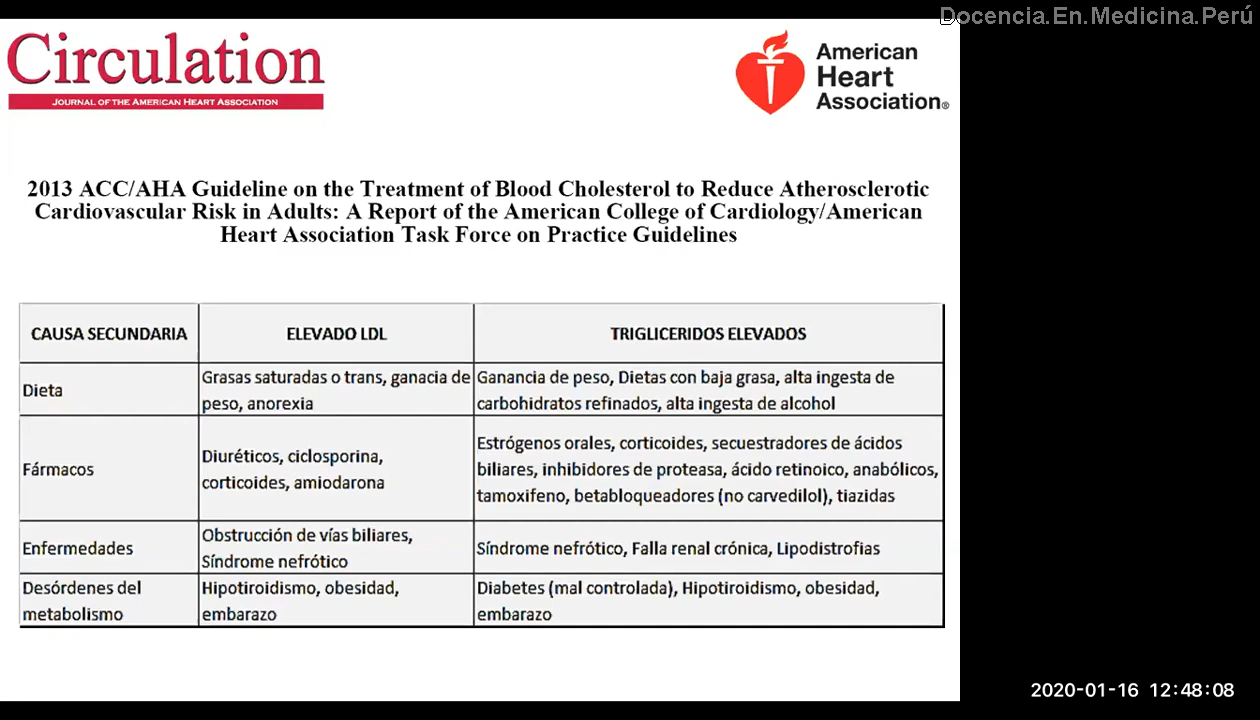 Docencia.En.Medicina.Perú
Circulation
JOURNAL OF THE AMERICAN HEART ASSOCIATION
American
Heart
Association®
2013 ACC/AHA Guideline on the Treatment of Blood Cholesterol to Reduce Atherosclerotic
Cardiovascular Risk in Adults: A Report of the American College of Cardiology/American
Heart Association Task Force on Practice Guidelines
CAUSA SECUNDARIA
ELEVADO LDL
TRIGLICERIDOS ELEVADOS
Dieta
Grasas saturadas o trans, ganacia de
peso, anorexia
Ganancia de peso, Dietas con baja grasa, alta ingesta de
carbohidratos refinados, alta ingesta de alcohol
Fármacos
Diuréticos, ciclosporina,
corticoides, amiodarona
Estrógenos orales, corticoides, secuestradores de ácidos
biliares, inhibidores de proteasa, ácido retinoico, anabólicos,
tamoxifeno, betabloqueadores (no carvedilol), tiazidas
Enfermedades
Obstrucción de vías biliares,
Síndrome nefrótico
Síndrome nefrótico, Falla renal crónica, Lipodistrofias
Desórdenes del
metabolismo
Hipotiroidismo, obesidad,
embarazo
Diabetes (mal controlada), Hipotiroidismo, obesidad,
embarazo
2020-01-16 12:48:08